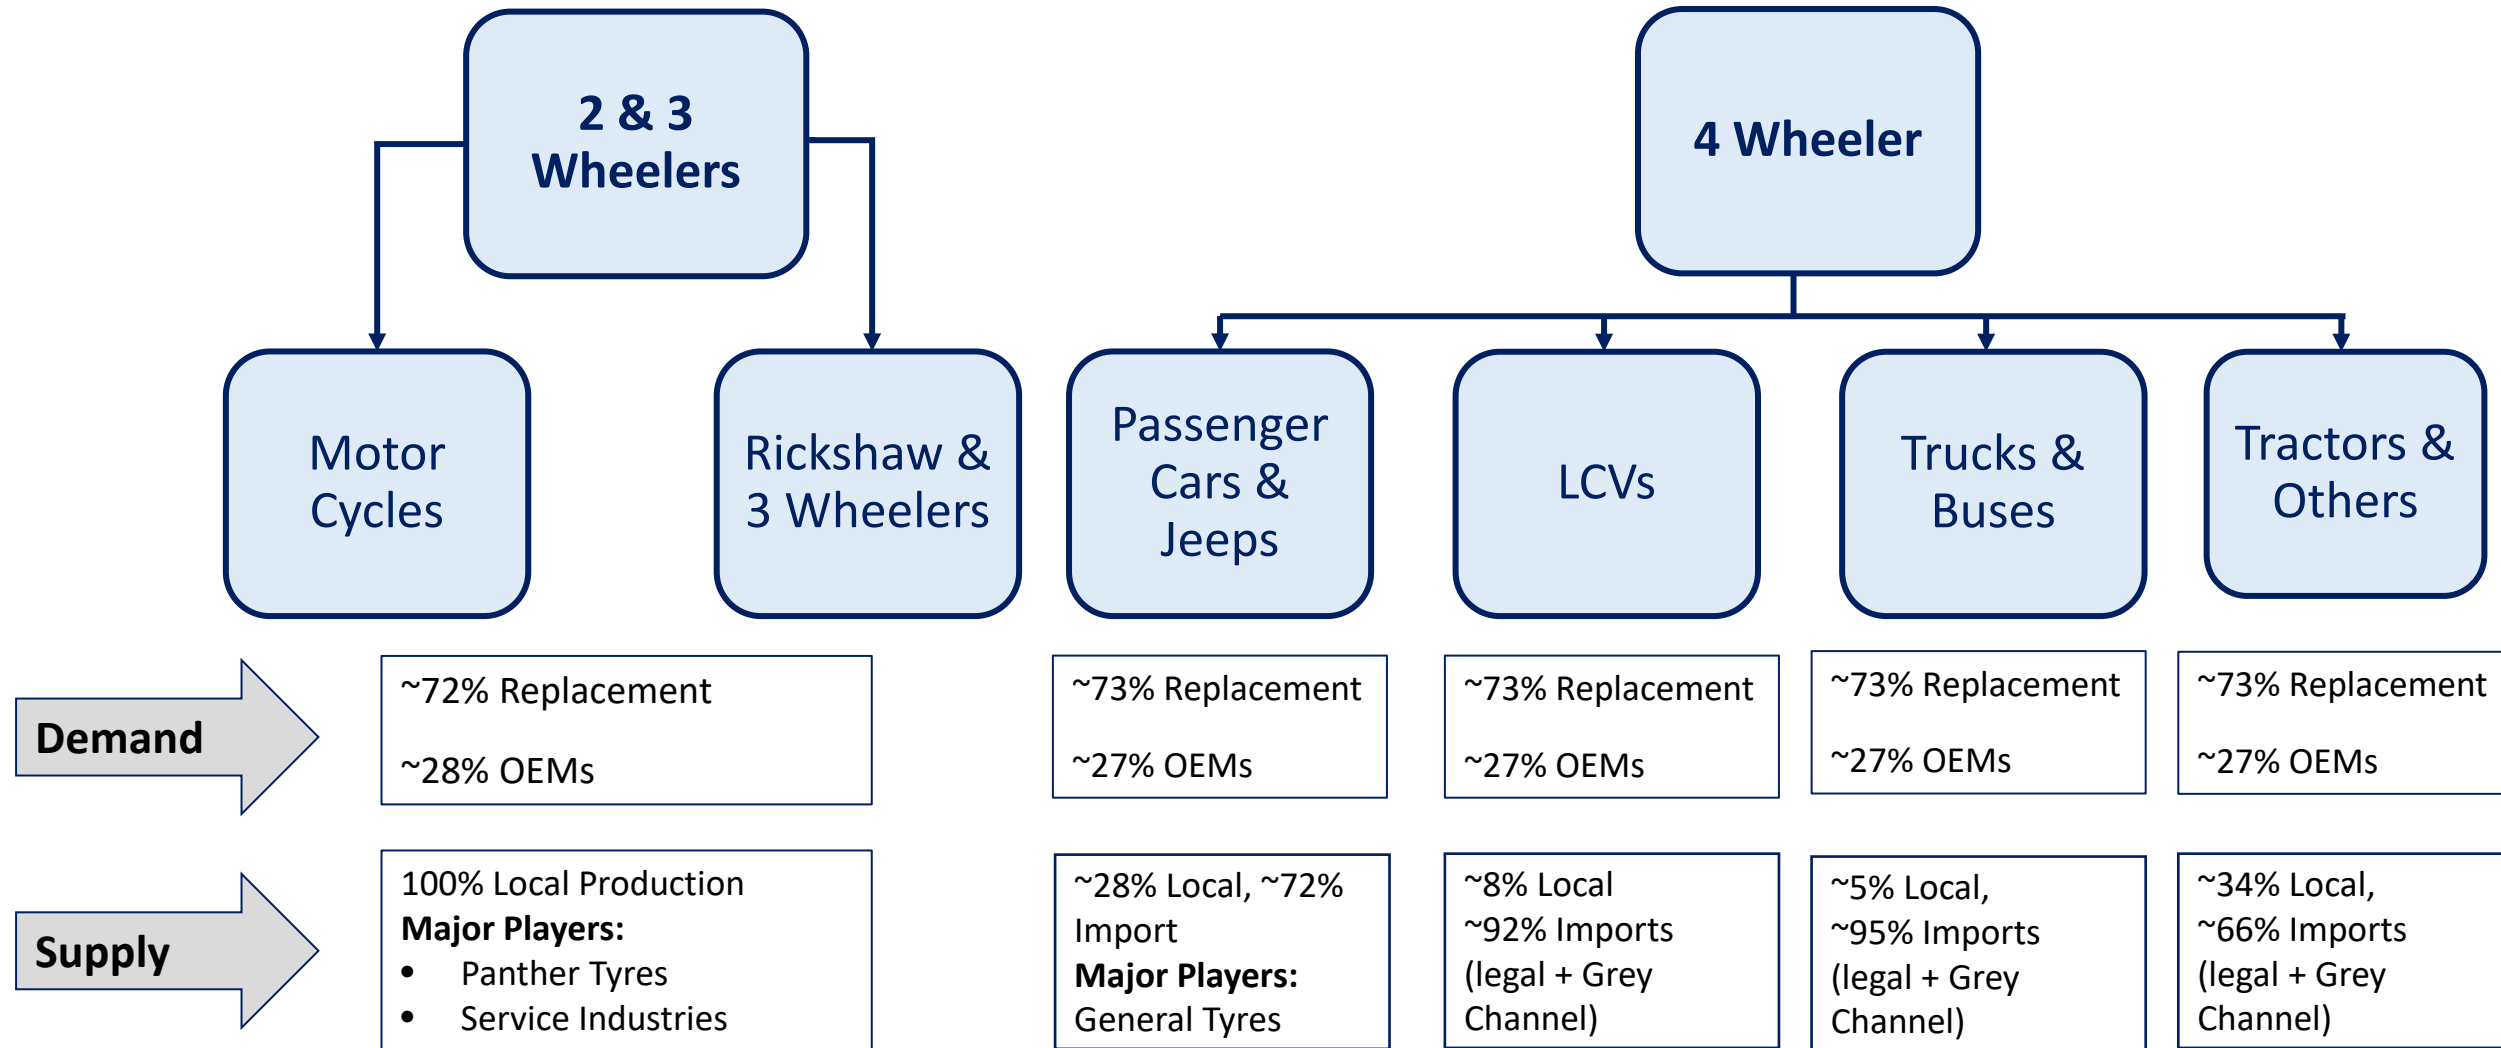 2 & 3
Wheelers
4 Wheeler
Motor
Cycles
Rickshaw &
3 Wheelers
Passenger
Cars &
Jeeps
LCVs
Trucks &
Buses
Tractors &
Others
Demand
~72% Replacement
~28% OEMs
~73% Replacement
~27% OEMs
~73% Replacement
~27% OEMs
~73% Replacement
~27% OEMs
~73% Replacement
~27% OEMs
Supply
100% Local Production
Major Players:
• Panther Tyres
• Service Industries
~28% Local, ~72%
Import
Major Players:
General Tyres
~8% Local
~92% Imports
(legal + Grey
Channel)
~5% Local,
~95% Imports
(legal + Grey
Channel)
~34% Local,
~66% Imports
(legal + Grey
Channel)